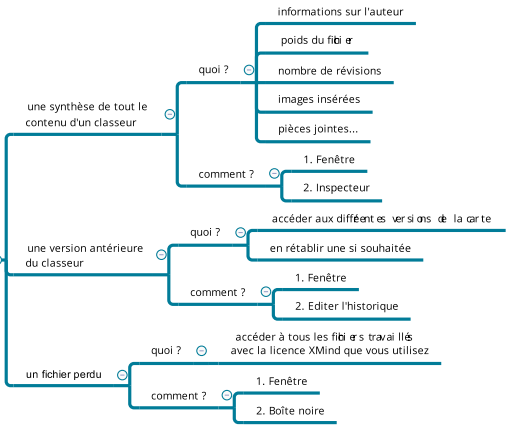 informations sur l'auteur
poids du fichier
quoi ?
nombre de révisions
images insérées
une synthèse de tout le
contenu d'un classeur
pièces jointes...
1. Fenêtre
comment ?
2. Inspecteur
accéder aux différentes versions de la carte
quoi ?
une version antérieure
du classeur
en rétablir une si souhaitée
1. Fenêtre
comment ?
2. Editer l'historique
accéder à tous les fichiers travaillés
avec la licence XMind que vous utilisez
quoi ?
un fichier perdu
1. Fenêtre
comment ?
2. Boîte noire